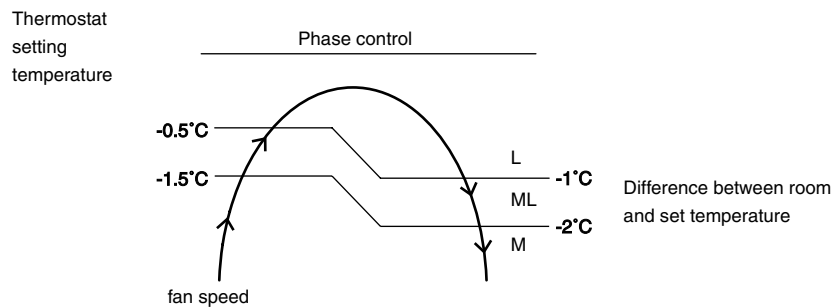 Thermostat
setting
temperature
Phase control
-0.5°C
-1.5°C
L
-1°C
ML
-2°C
M
Difference between room
and set temperature
fan speed